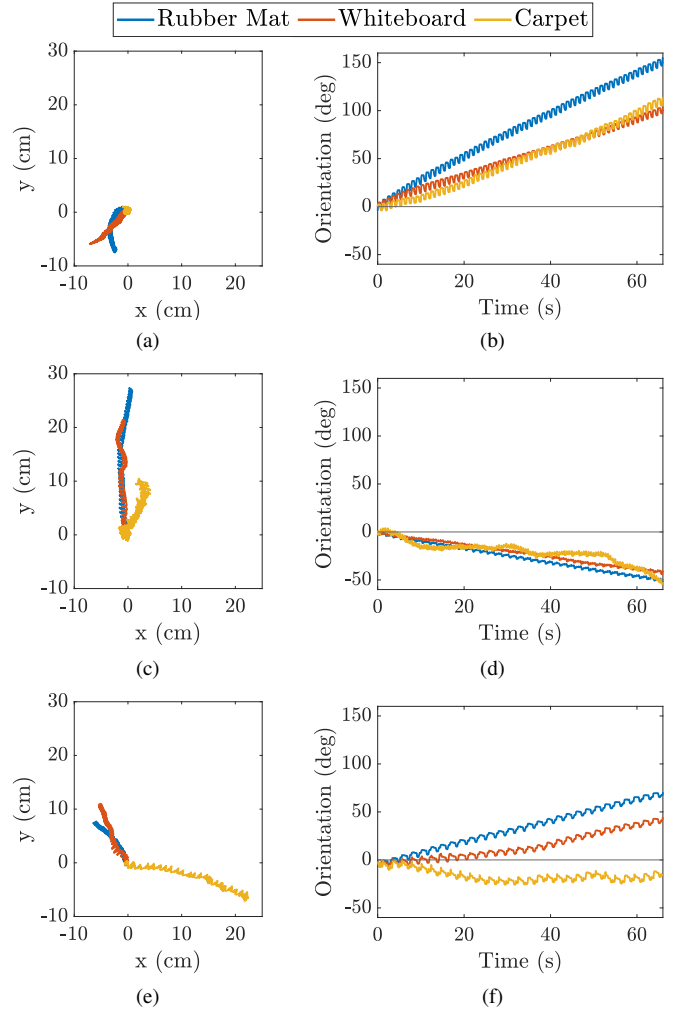 Rubber Mat Whiteboard Carpet
30
20
10
0
-10
-10 0 10 20
y (cm)
x (cm)
(a)
150
100
50
0
-50
0 20 40 60
Orientation (deg)
Time (s)
(b)
30
20
10
0
-10
-10 0 10 20
y (cm)
x (cm)
(c)
150
100
50
0
-50
0 20 40 60
Orientation (deg)
Time (s)
(d)
30
20
10
0
-10
-10 0 10 20
y (cm)
x (cm)
(e)
150
100
50
0
-50
0 20 40 60
Orientation (deg)
Time (s)
(f)